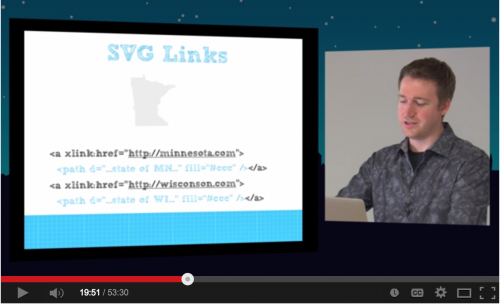 SVG Links
<a xlink:href="http://minnesota.com">
<path d="...state of MN..." fill="#ccc" /></a>
<a xlink:href="http://wisconson.com">
<path d="...state of WI..." fill="#ccc" /></a>
19:51 / 53:30
CC